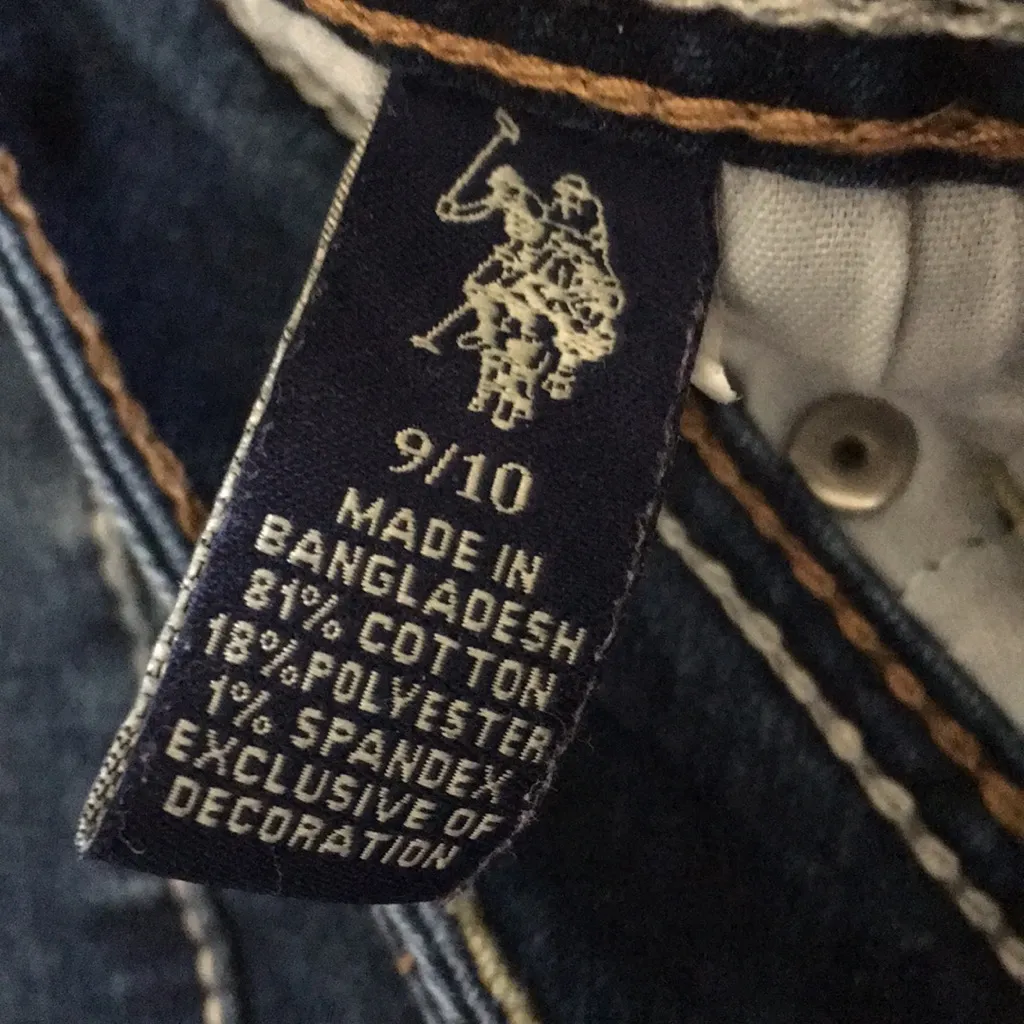 9/10
MADE IN
BANGLADESH
81% COTTON
18% POLYESTER
1% SPANDEX
EXCLUSIVE OF
DECORATION